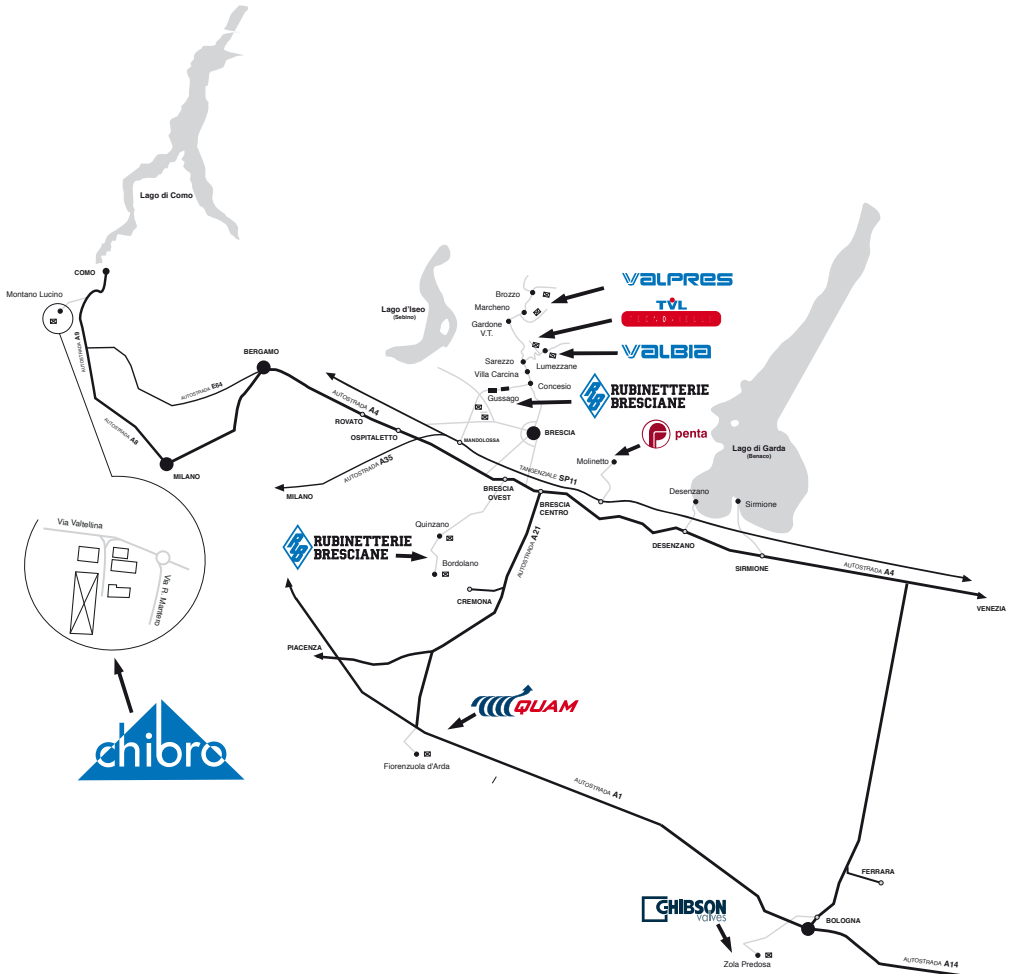 Lago di Como
COMO
Montano Lucino
AUTOSTRADA A9
AUTOSTRADA E64
BERGAMO
AUTOSTRADA A8
MILANO
Lago d'Iseo
(Sebino)
Brozzo
Marcheno
Gardone
V.T.
VALPRES
TVL
Sarezzo
Lumezzane
VALBIA
Villa Carcina
Concesio
Gussago
RB
RUBINETTERIE
BRESCIANE
AUTOSTRADA A4
ROVATO
OSPITALETTO
MANDOLOSSA
BRESCIA
penta
Molinetto
Lago di Garda
(Benaco)
AUTOSTRADA A35
MILANO
TANGENZIALE SP11
BRESCIA
OVEST
BRESCIA
CENTRO
Desenzano
Sirmione
DESENZANO
SIRMIONE
AUTOSTRADA A4
VENEZIA
Via Valtellina
Via R. Mantero
RB
RUBINETTERIE
BRESCIANE
Quinzano
Bordolano
AUTOSTRADA A21
CREMONA
PIACENZA
chibro
QUAM
Fiorenzuola d'Arda
AUTOSTRADA A1
FERRARA
GHIBSON
valves
BOLOGNA
Zola Predosa
AUTOSTRADA A14